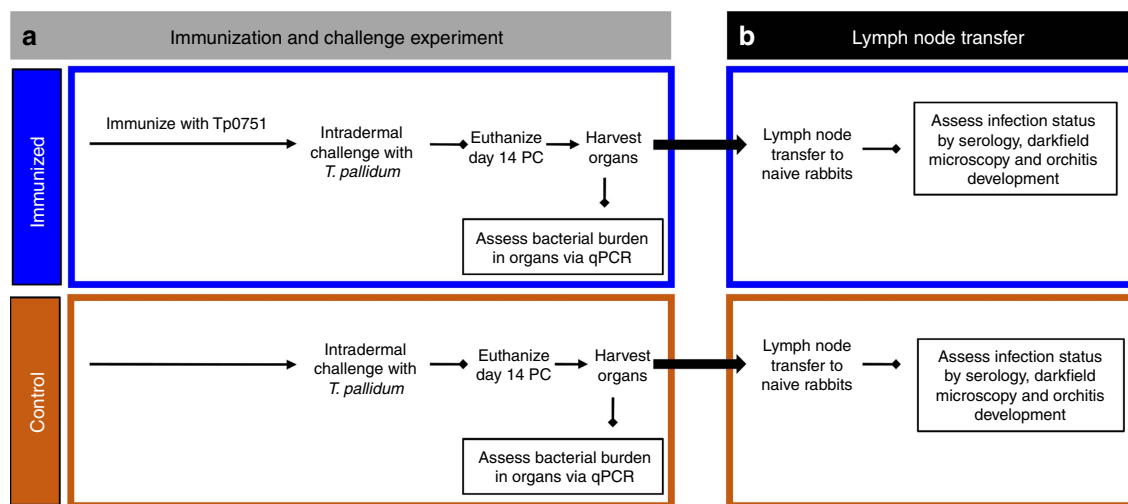 a
Immunization and challenge experiment
b
Lymph node transfer
Immunized
Immunize with Tp0751
Intradermal
challenge with
T. pallidum
Euthanize
day 14 PC
Harvest
organs
Assess bacterial burden
in organs via qPCR
Lymph node
transfer to
naive rabbits
Assess infection status
by serology, darkfield
microscopy and orchitis
development
Control
Intradermal
challenge with
T. pallidum
Euthanize
day 14 PC
Harvest
organs
Assess bacterial burden
in organs via qPCR
Lymph node
transfer to
naive rabbits
Assess infection status
by serology, darkfield
microscopy and orchitis
development